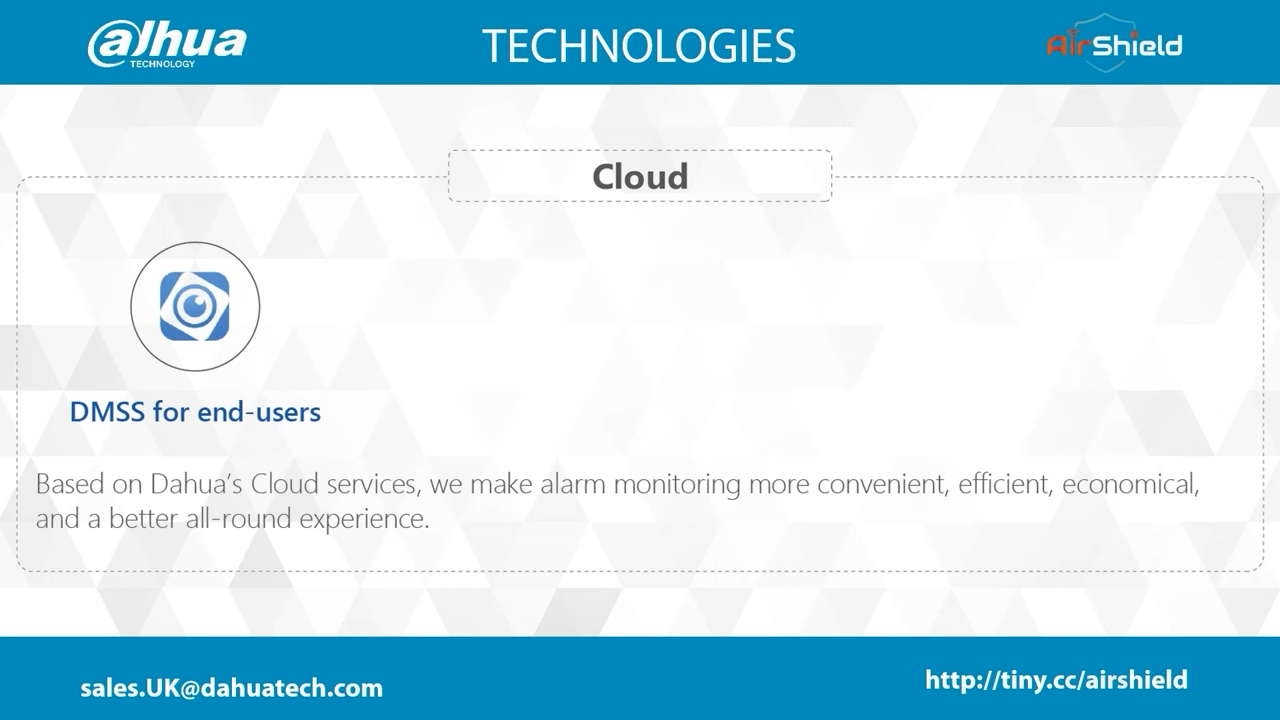 alhua
TECHNOLOGY
TECHNOLOGIES
AirShield
Cloud
DMSS for end-users
Based on Dahua’s Cloud services, we make alarm monitoring more convenient, efficient, economical,
and a better all-round experience.
sales.UK@dahuatech.com
http://tiny.cc/airshield